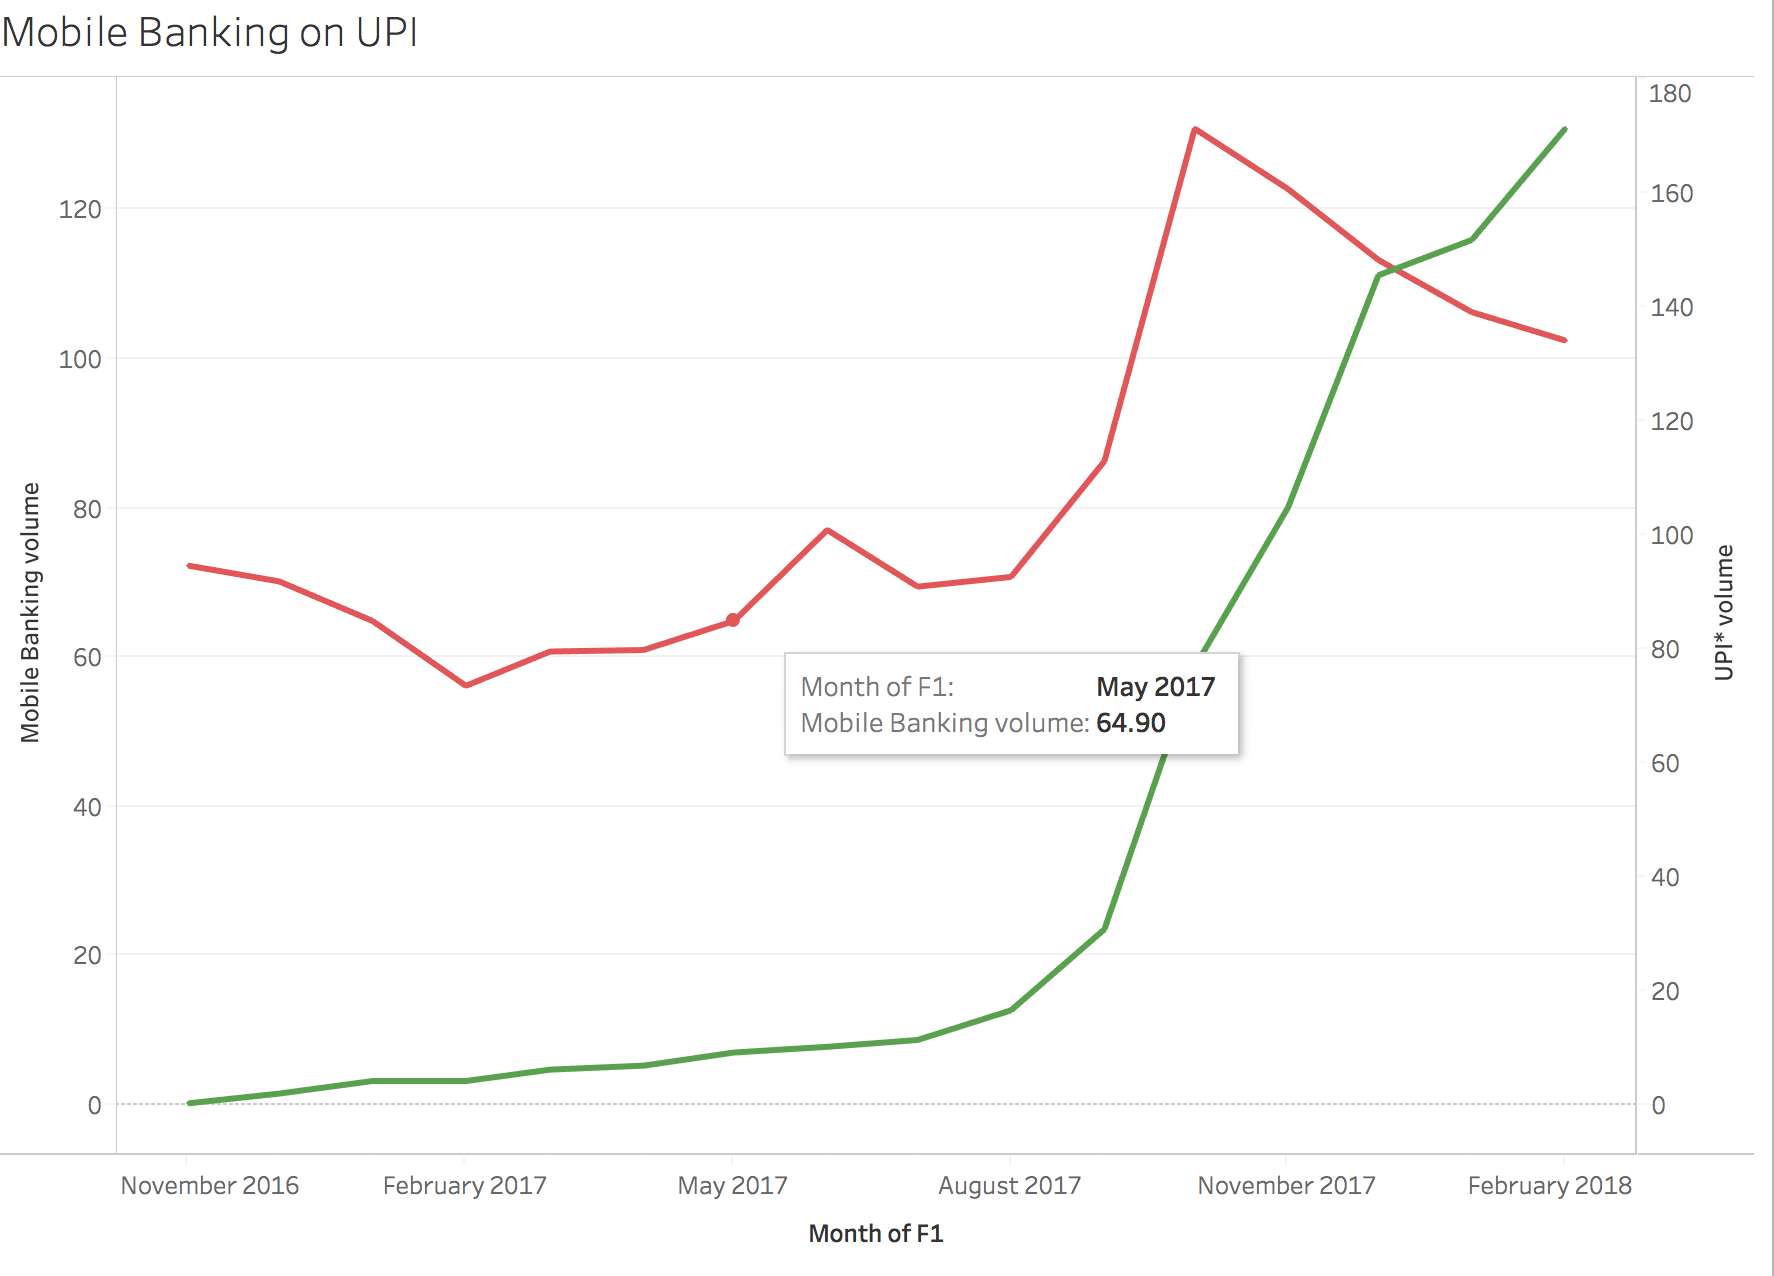 Mobile Banking on UPI
180
160
140
120
100
80
60
40
20
0
120
100
80
60
40
20
0
Mobile Banking volume
UPI* volume
Month of F1: May 2017
Mobile Banking volume: 64.90
November 2016 February 2017 May 2017 August 2017 November 2017 February 2018
Month of F1